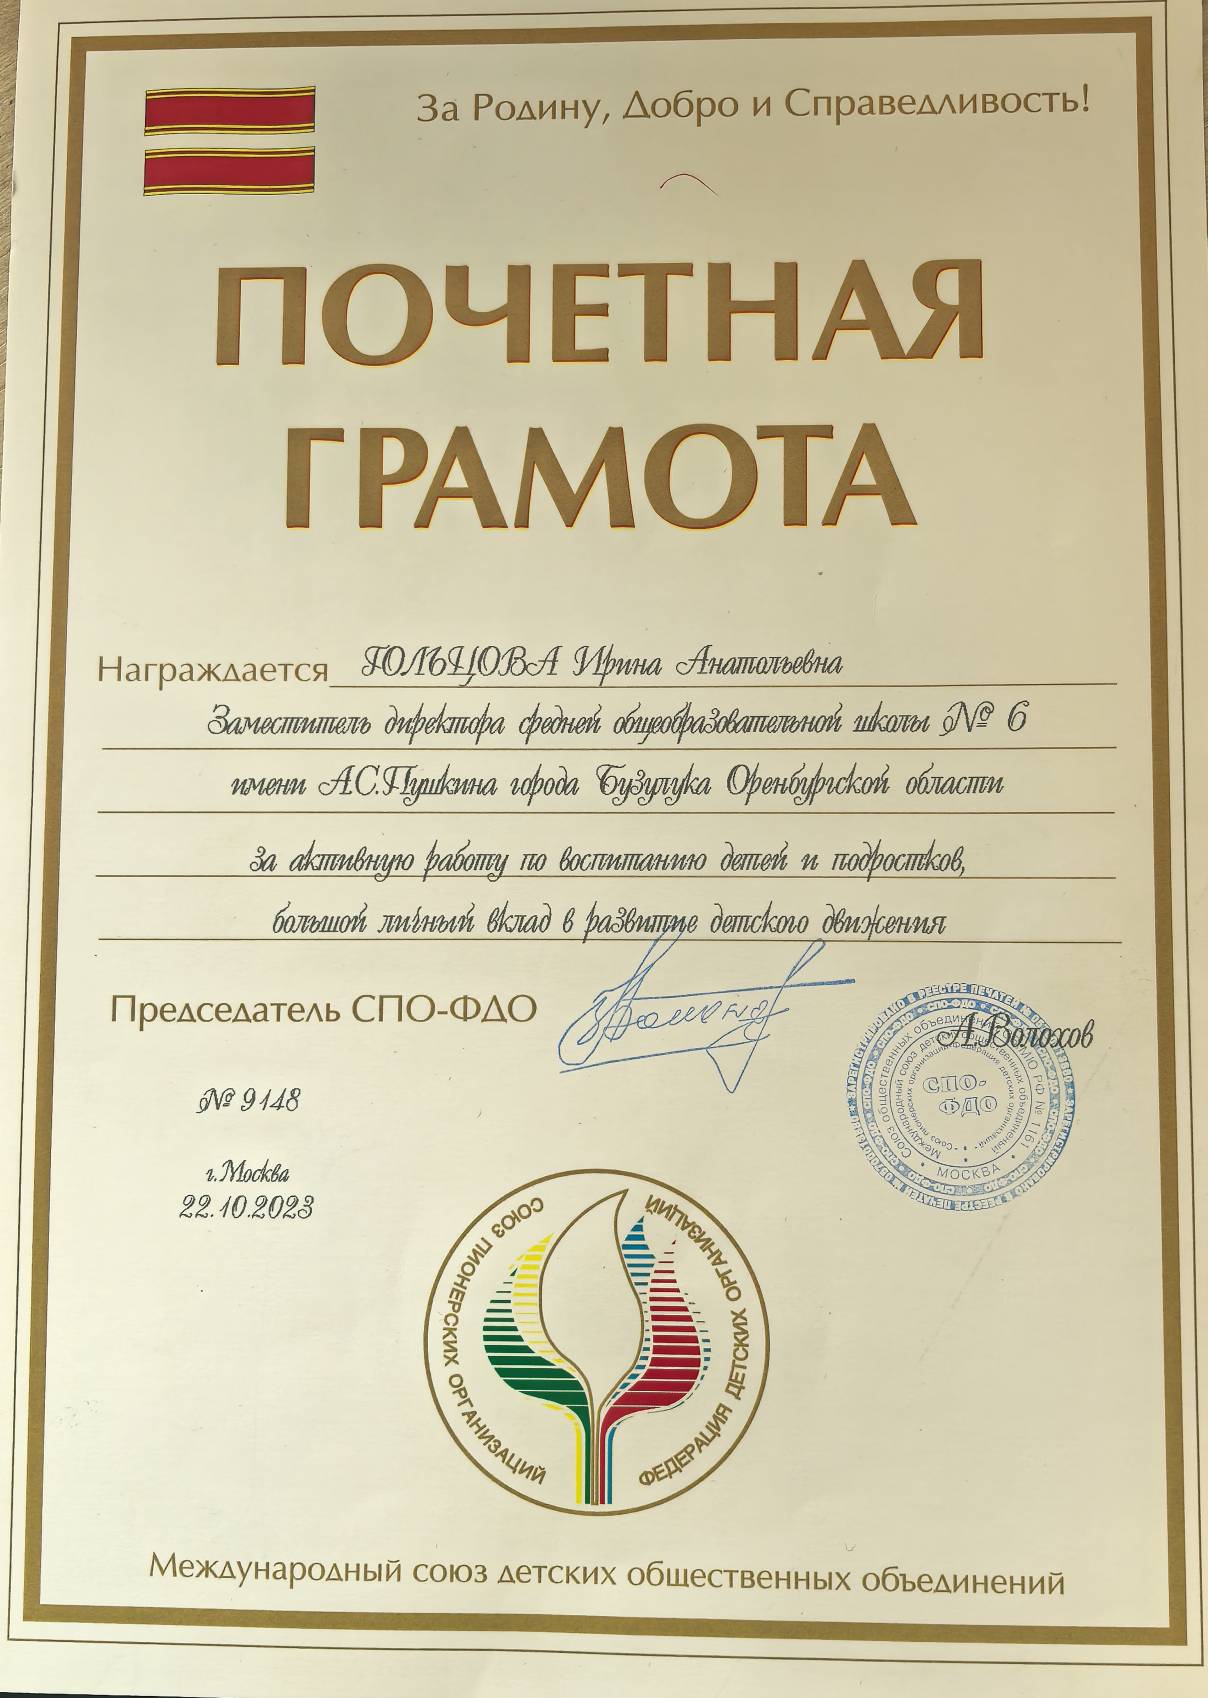 За Родину, Добро и Справедливость!
ПОЧЕТНАЯ
ГРАМОТА
Награждается ГОЛЬЦОВА Ирина Анатольевна
Заместитель директора средней общеобразовательной школы № 6
имени А.С.Пушкина города Бузулука Оренбургской области
за активную работу по воспитанию детей и подростков,
большой личный вклад в развитие детского движения
Председатель СПО-ФДО
А.Волохов
СПО-
ФДО
МОСКВА
№ 9148
г.Москва
22.10.2023
СОЮЗ ПИОНЕРСКИХ ОРГАНИЗАЦИЙ
ФЕДЕРАЦИЯ ДЕТСКИХ ОРГАНИЗАЦИЙ
Международный союз детских общественных объединений